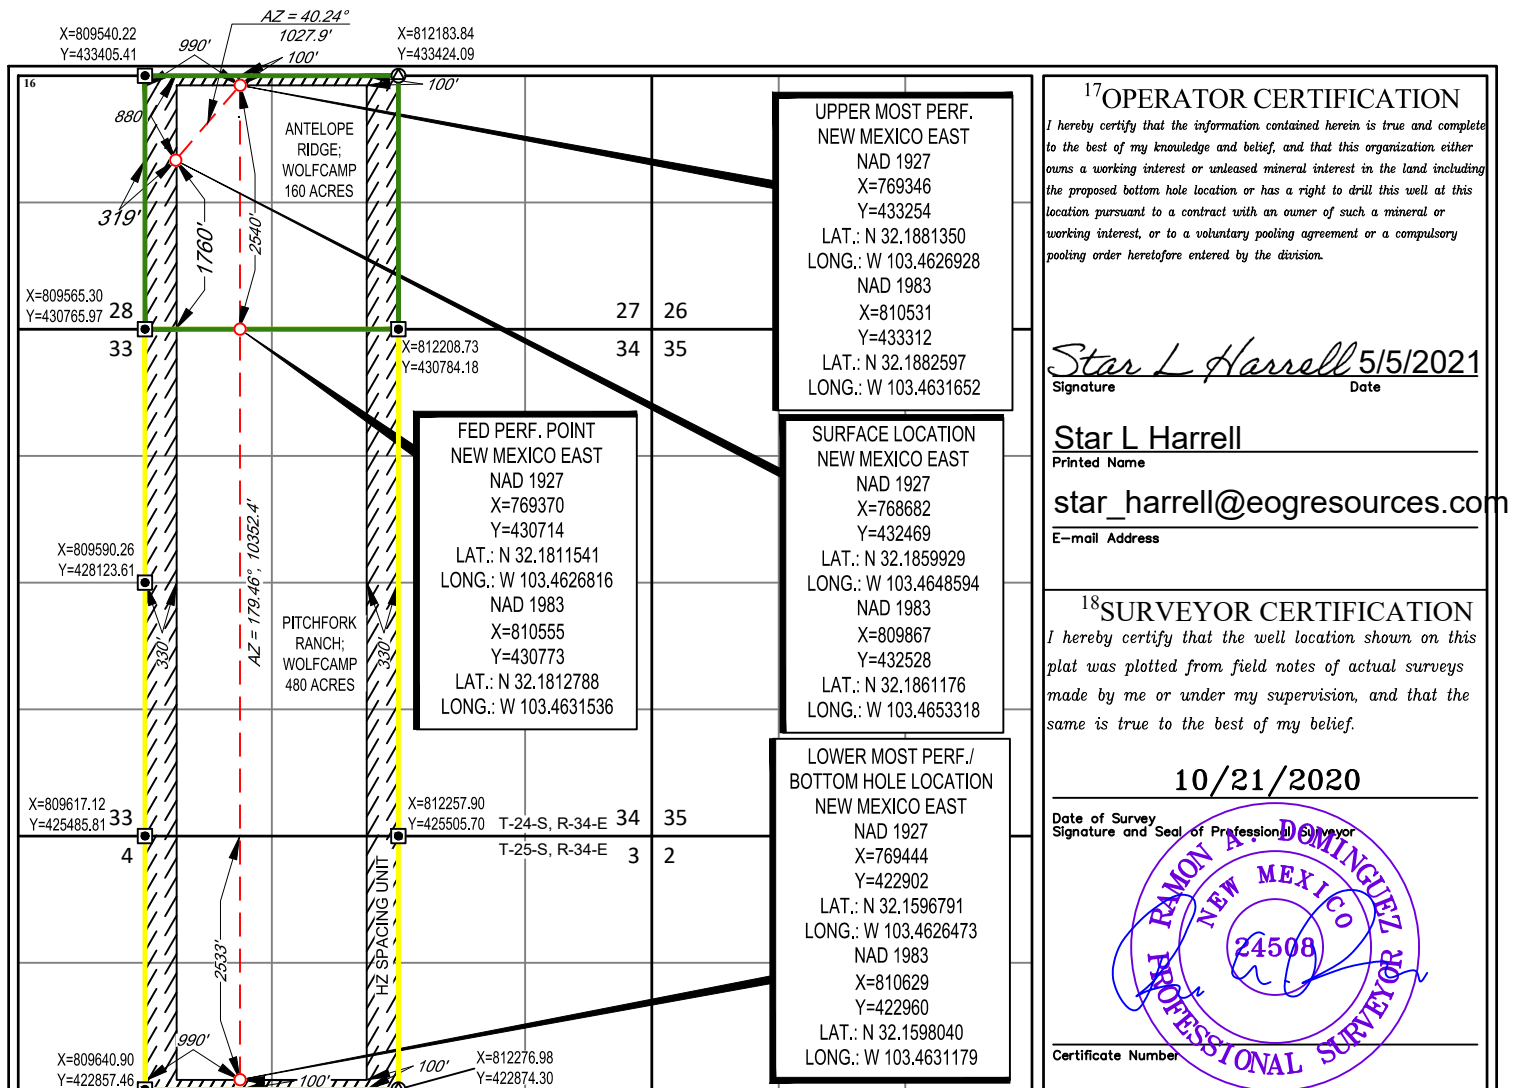 AZ = 40.24°
1027.9'
X=809540.22
Y=433405.41
990'
100'
X=812183.84
Y=433424.09
100'
16
880'
ANTELOPE
RIDGE;
WOLFCAMP
160 ACRES
319'
1760'
2540'
X=809565.30
Y=430765.97
28
33
27
26
34
35
X=812208.73
Y=430784.18
UPPER MOST PERF.
NEW MEXICO EAST
NAD 1927
X=769346
Y=433254
LAT.: N 32.1881350
LONG.: W 103.4626928
NAD 1983
X=810531
Y=433312
LAT.: N 32.1882597
LONG.: W 103.4631652
FED PERF. POINT
NEW MEXICO EAST
NAD 1927
X=769370
Y=430714
LAT.: N 32.1811541
LONG.: W 103.4626816
NAD 1983
X=810555
Y=430773
LAT.: N 32.1812788
LONG.: W 103.4631536
SURFACE LOCATION
NEW MEXICO EAST
NAD 1927
X=768682
Y=432469
LAT.: N 32.1859929
LONG.: W 103.4648594
NAD 1983
X=809867
Y=432528
LAT.: N 32.1861176
LONG.: W 103.4653318
X=809590.26
Y=428123.61
AZ = 179.46°, 10352.4'
330'
PITCHFORK
RANCH;
WOLFCAMP
480 ACRES
330'
X=809617.12
Y=425485.81
33
4
X=812257.90
Y=425505.70
T-24-S, R-34-E
T-25-S, R-34-E
34
35
3
2
LOWER MOST PERF./
BOTTOM HOLE LOCATION
NEW MEXICO EAST
NAD 1927
X=769444
Y=422902
LAT.: N 32.1596791
LONG.: W 103.4626473
NAD 1983
X=810629
Y=422960
LAT.: N 32.1598040
LONG.: W 103.4631179
2533'
HZ SPACING UNIT
990'
100'
100'
X=809640.90
Y=422857.46
X=812276.98
Y=422874.30
17 OPERATOR CERTIFICATION
I hereby certify that the information contained herein is true and complete
to the best of my knowledge and belief, and that this organization either
owns a working interest or unleased mineral interest in the land including
the proposed bottom hole location or has a right to drill this well at this
location pursuant to a contract with an owner of such a mineral or
working interest, or to a voluntary pooling agreement or a compulsory
pooling order heretofore entered by the division.
Star L Harrell 5/5/2021
Signature Date
Star L Harrell
Printed Name
star_harrell@eogresources.com
E-mail Address
18 SURVEYOR CERTIFICATION
I hereby certify that the well location shown on this
plat was plotted from field notes of actual surveys
made by me or under my supervision, and that the
same is true to the best of my belief.
10/21/2020
Date of Survey
Signature and Seal of Professional Surveyor
RAMON A. DOMINGUEZ
NEW MEXICO
24508
PROFESSIONAL SURVEYOR
Certificate Number